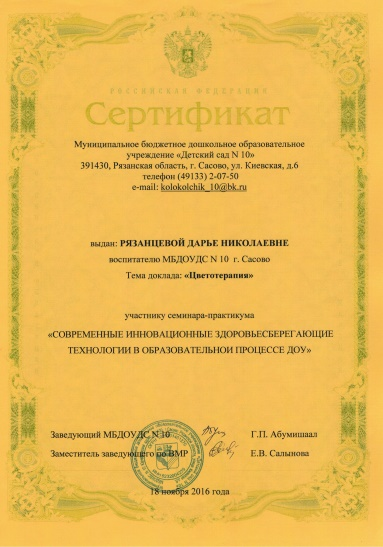 РОССИЙСКАЯ ФЕДЕРАЦИЯ
Сертификат
Муниципальное бюджетное дошкольное образовательное
учреждение «Детский сад N 10»
391430, Рязанская область, г. Сасово, ул. Киевская, д.6
телефон (49133) 2-07-50
e-mail: kolokolchik_10@bk.ru
выдан: РЯЗАНЦЕВОЙ ДАРЬЕ НИКОЛАЕВНЕ
воспитателю МБДОУДС N 10 г. Сасово
Тема доклада: «Цветотерапия»
участнику семинара-практикума
«СОВРЕМЕННЫЕ ИННОВАЦИОННЫЕ ЗДОРОВЬЕСБЕРЕГАЮЩИЕ
ТЕХНОЛОГИИ В ОБРАЗОВАТЕЛЬНОИ ПРОЦЕССЕ ДОУ»
Заведующий МБДОУДС N 10 Г.П. Абумишаал
Заместитель заведующего по ВМР Е.В. Салынова
18 ноября 2016 года